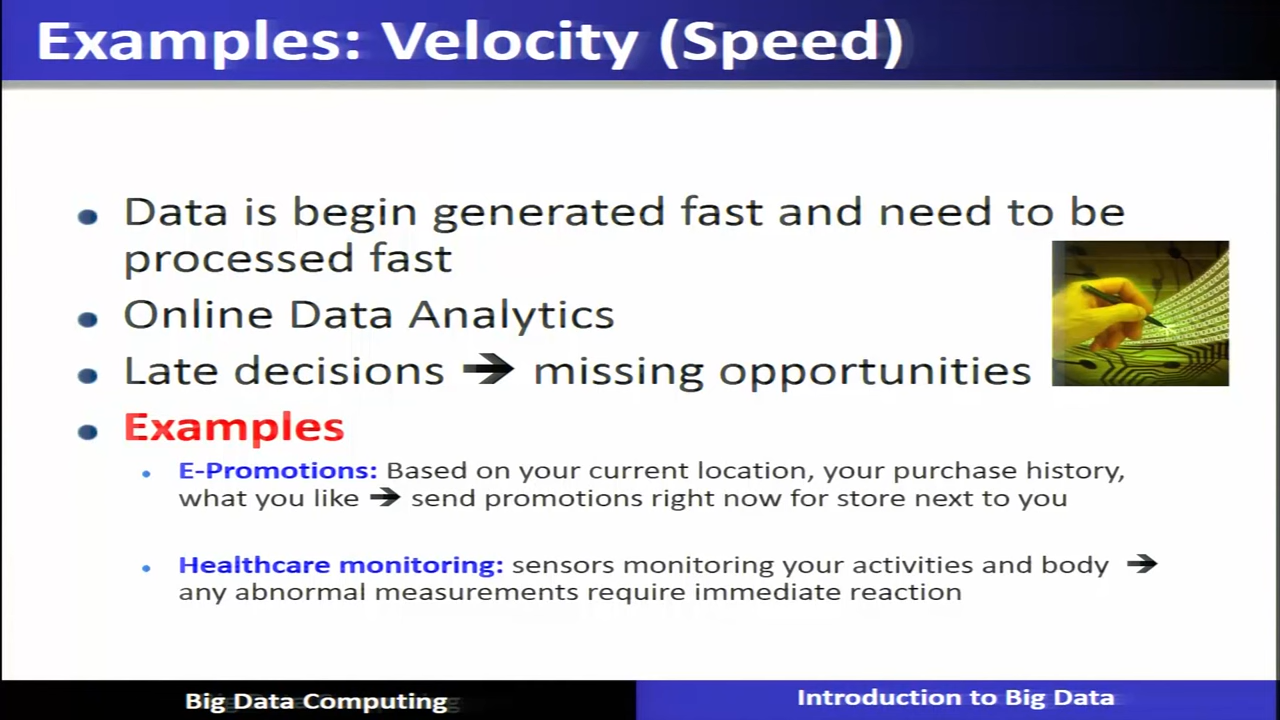 Examples: Velocity (Speed)
• Data is begin generated fast and need to be
processed fast
• Online Data Analytics
• Late decisions ➔ missing opportunities
• Examples
• E-Promotions: Based on your current location, your purchase history,
what you like ➔ send promotions right now for store next to you
• Healthcare monitoring: sensors monitoring your activities and body ➔
any abnormal measurements require immediate reaction
Big Data Computing
Introduction to Big Data